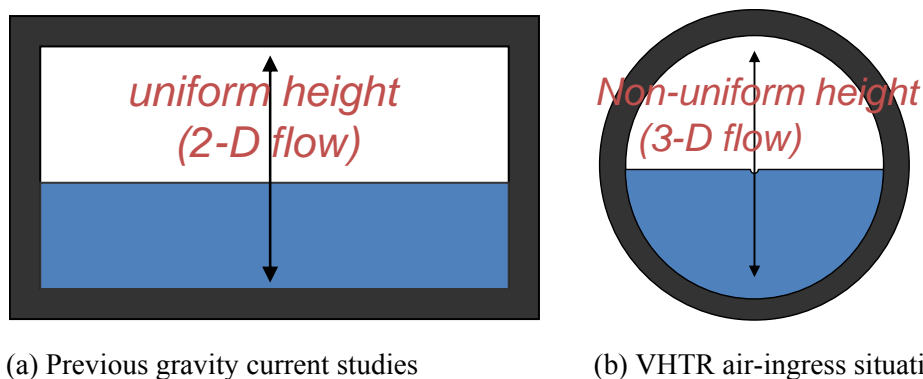 uniform height
(2-D flow)
Non-uniform height
(3-D flow)
(a) Previous gravity current studies
(b) VHTR air-ingress situati